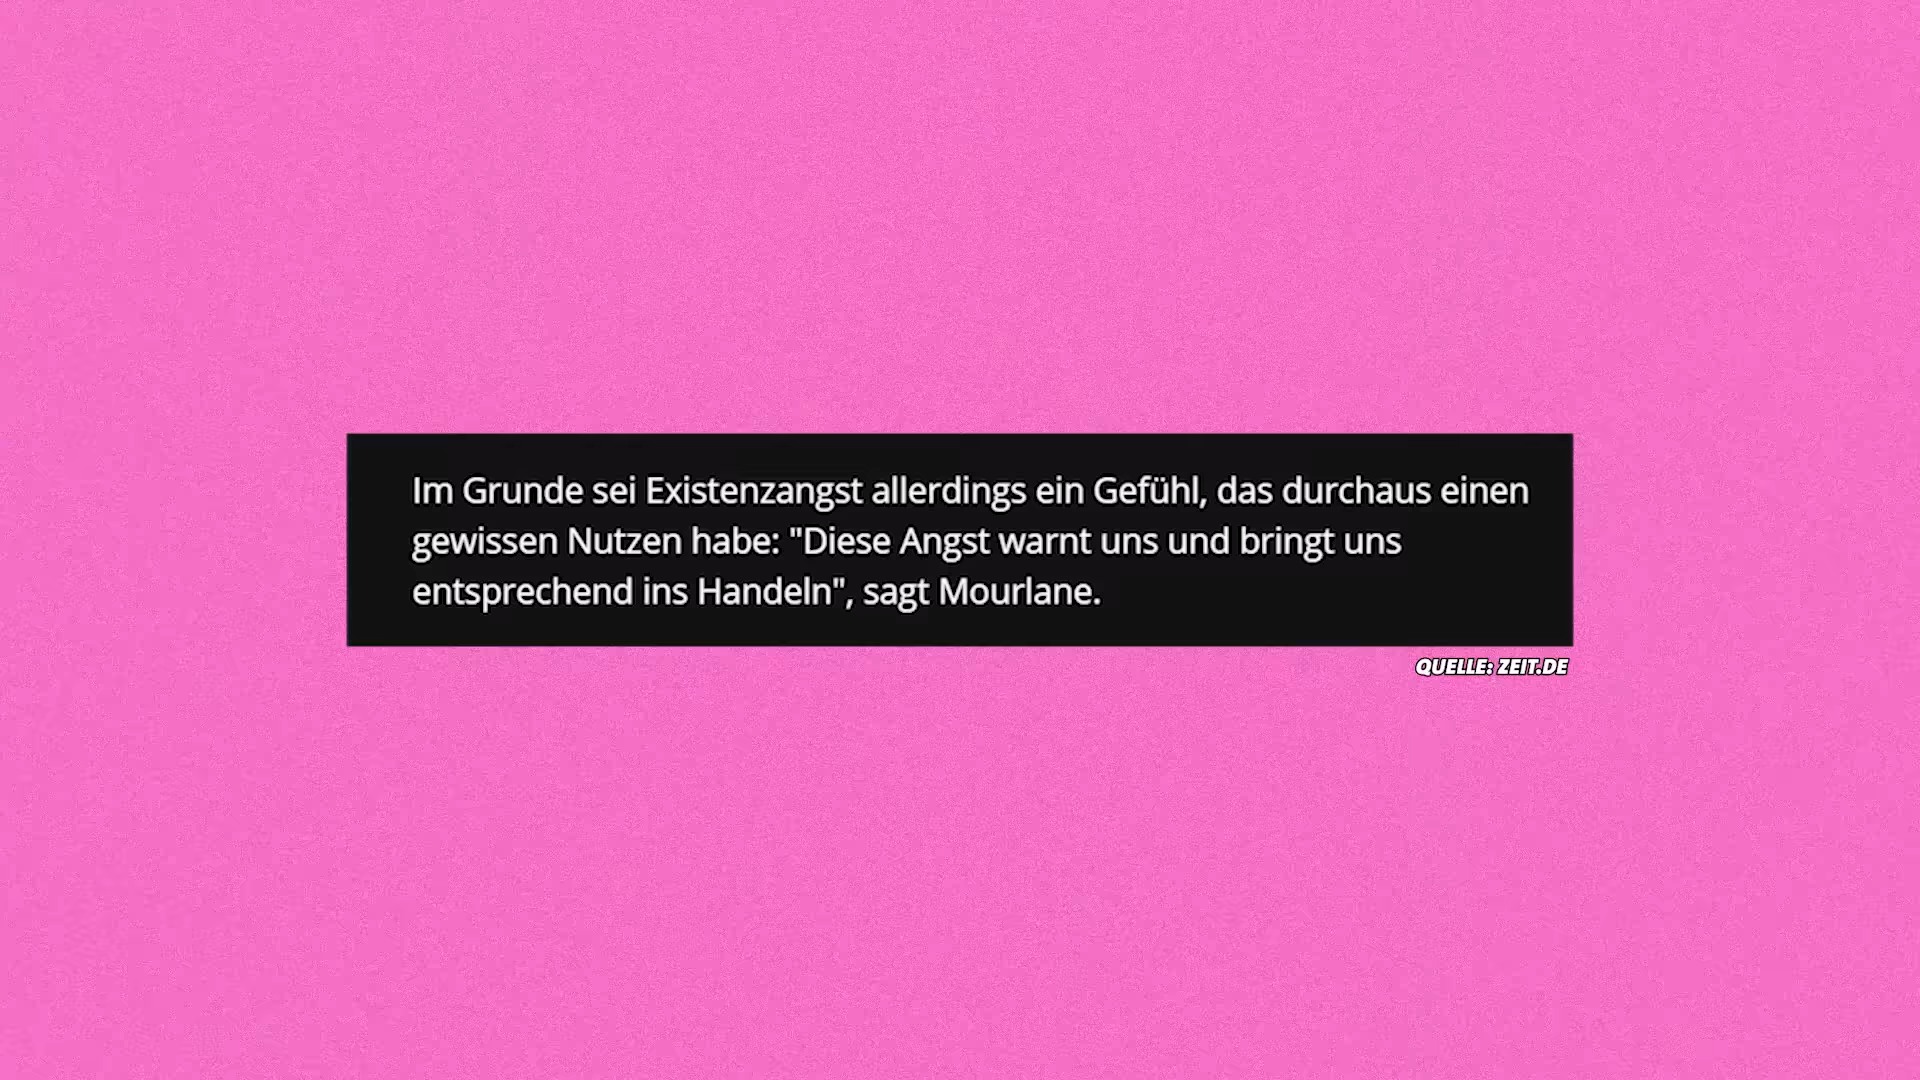 Im Grunde sei Existenzangst allerdings ein Gefühl, das durchaus einen
gewissen Nutzen habe: "Diese Angst warnt uns und bringt uns
entsprechend ins Handeln", sagt Mourlane.
QUELLE: ZEIT.DE